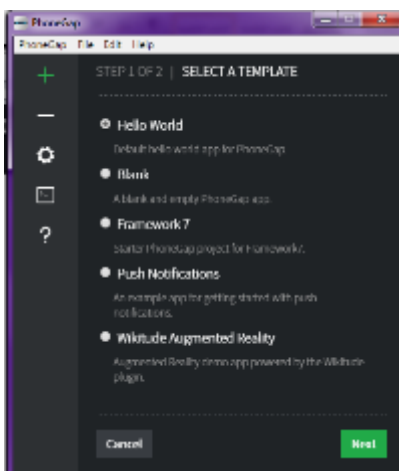 PhoneGap
PhoneGap File Edit Help
STEP 1 OF 2 | SELECT A TEMPLATE
Hello World
Default hello world app for PhoneGap.
Blank
A blank and empty PhoneGap app.
Framework 7
Starter PhoneGap project for Framework7.
Push Notifications
An example app for getting started with push
notifications.
Wikitude Augmented Reality
Augmented Reality demo app powered by the Wikitude
plugin.
?
Cancel
Next